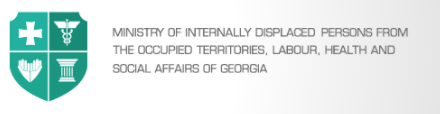 MINISTRY OF INTERNALLY DISPLACED PERSONS FROM
THE OCCUPIED TERRITORIES, LABOUR, HEALTH AND
SOCIAL AFFAIRS OF GEORGIA